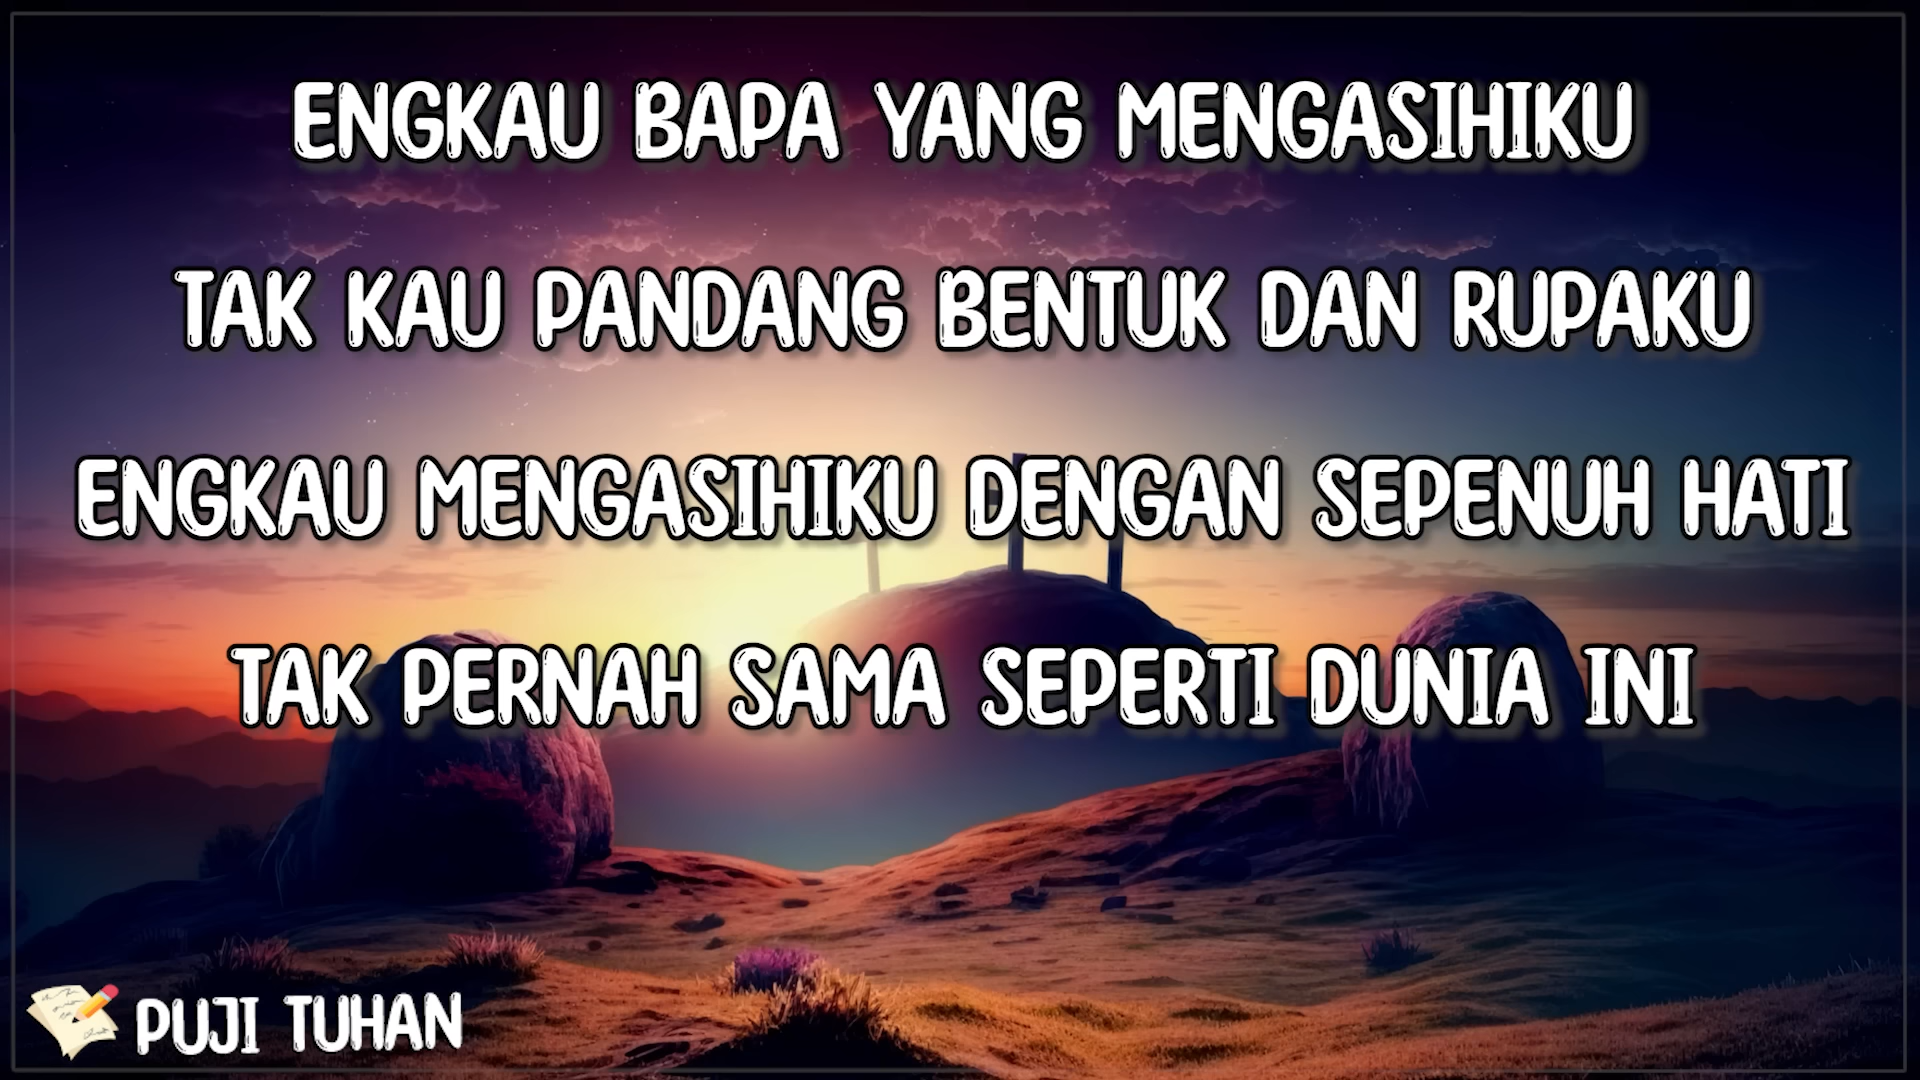 ENGKAU BAPA YANG MENGASIHIKU
TAK KAU PANDANG BENTUK DAN RUPAKU
ENGKAU MENGASIHIKU DENGAN SEPENUH HATI
TAK PERNAH SAMA SEPERTI DUNIA INI
PUJI TUHAN